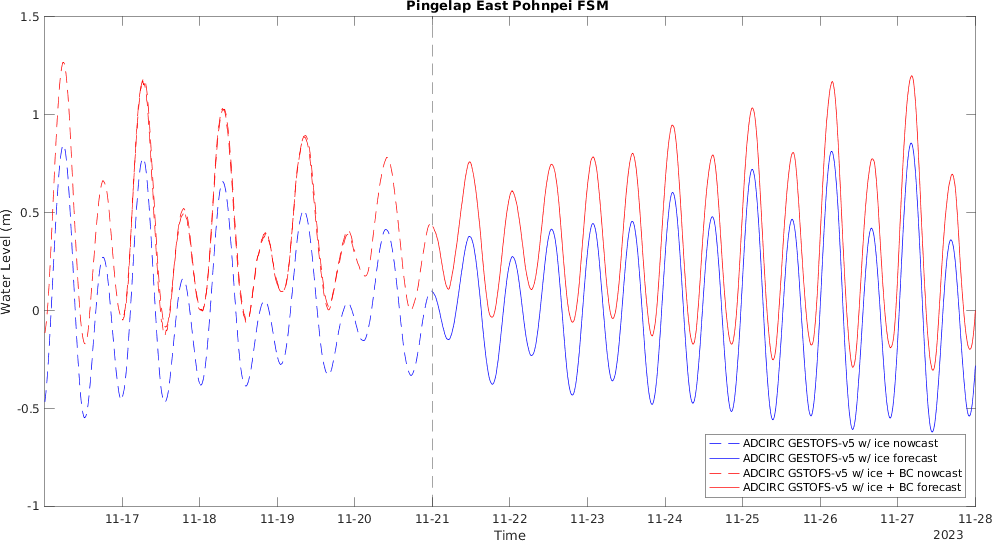 Pingelap East Pohnpei FSM
1.5
1
0.5
0
-0.5
-1
Water Level (m)
11-17 11-18 11-19 11-20 11-21 11-22 11-23 11-24 11-25 11-26 11-27 11-28
Time
2023
ADCIRC GESTOFS-v5 w/ ice nowcast
ADCIRC GESTOFS-v5 w/ ice forecast
ADCIRC GSTOFS-v5 w/ ice + BC nowcast
ADCIRC GSTOFS-v5 w/ ice + BC forecast